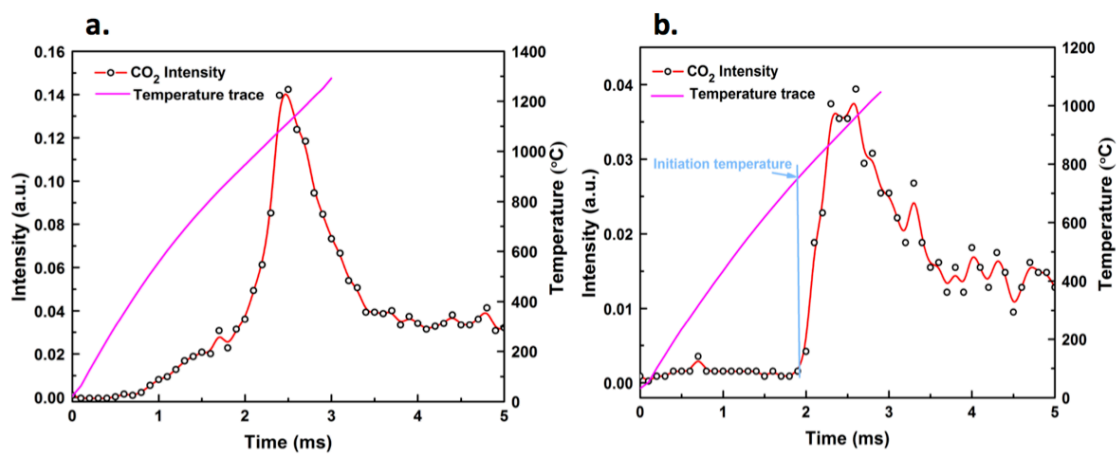 a.
0.16
0.14
0.12
0.10
0.08
0.06
0.04
0.02
0.00
Intensity (a.u.)
CO2 Intensity
Temperature trace
1400
1200
1000
800
600
400
200
0
Temperature (°C)
0 1 2 3 4 5
Time (ms)
b.
0.04
0.03
0.02
0.01
0.00
Intensity (a.u.)
CO2 Intensity
Temperature trace
Initiation temperature
1200
1000
800
600
400
200
0
Temperature (°C)
0 1 2 3 4 5
Time (ms)